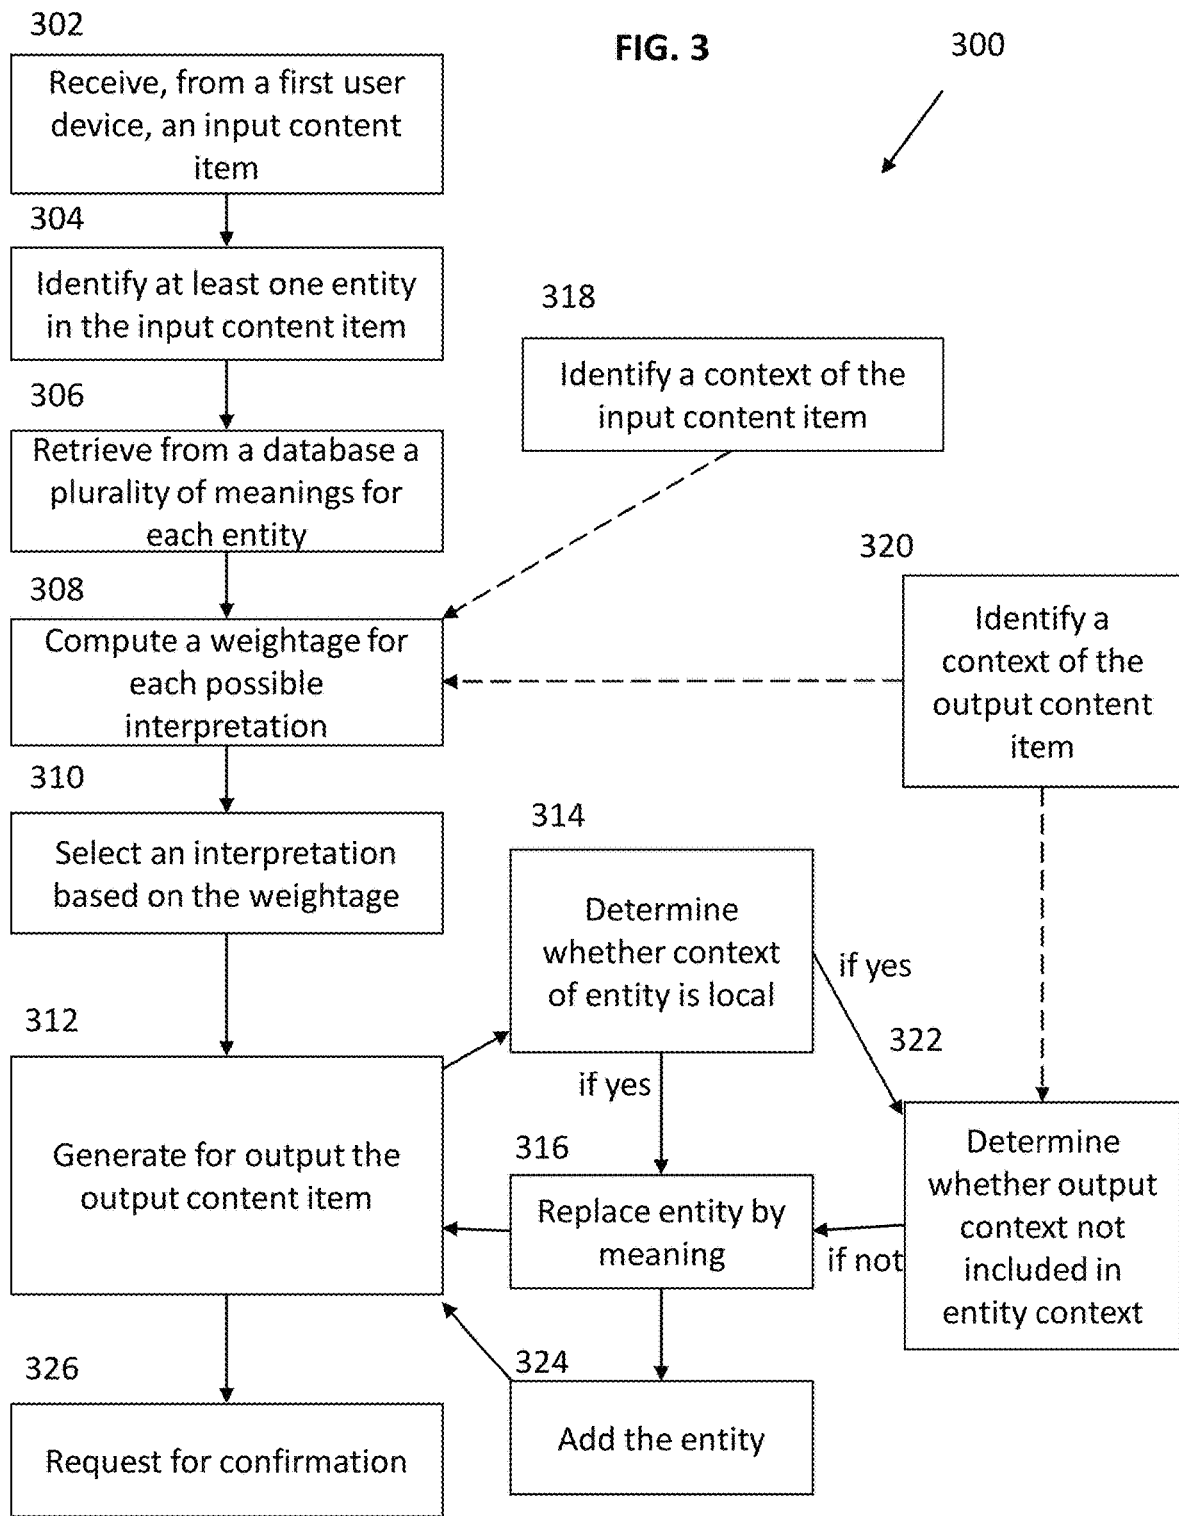 302
FIG. 3
300
Receive, from a first user
device, an input content
item
304
Identify at least one entity
in the input content item
318
Identify a context of the
input content item
306
Retrieve from a database a
plurality of meanings for
each entity
320
Identify a
context of the
output content
item
308
Compute a weightage for
each possible
interpretation
310
Select an interpretation
based on the weightage
314
Determine
whether context
of entity is local
if yes
if yes
322
312
Generate for output the
output content item
316
Replace entity by
meaning
if not
Determine
whether output
context not
included in
entity context
324
Add the entity
326
Request for confirmation